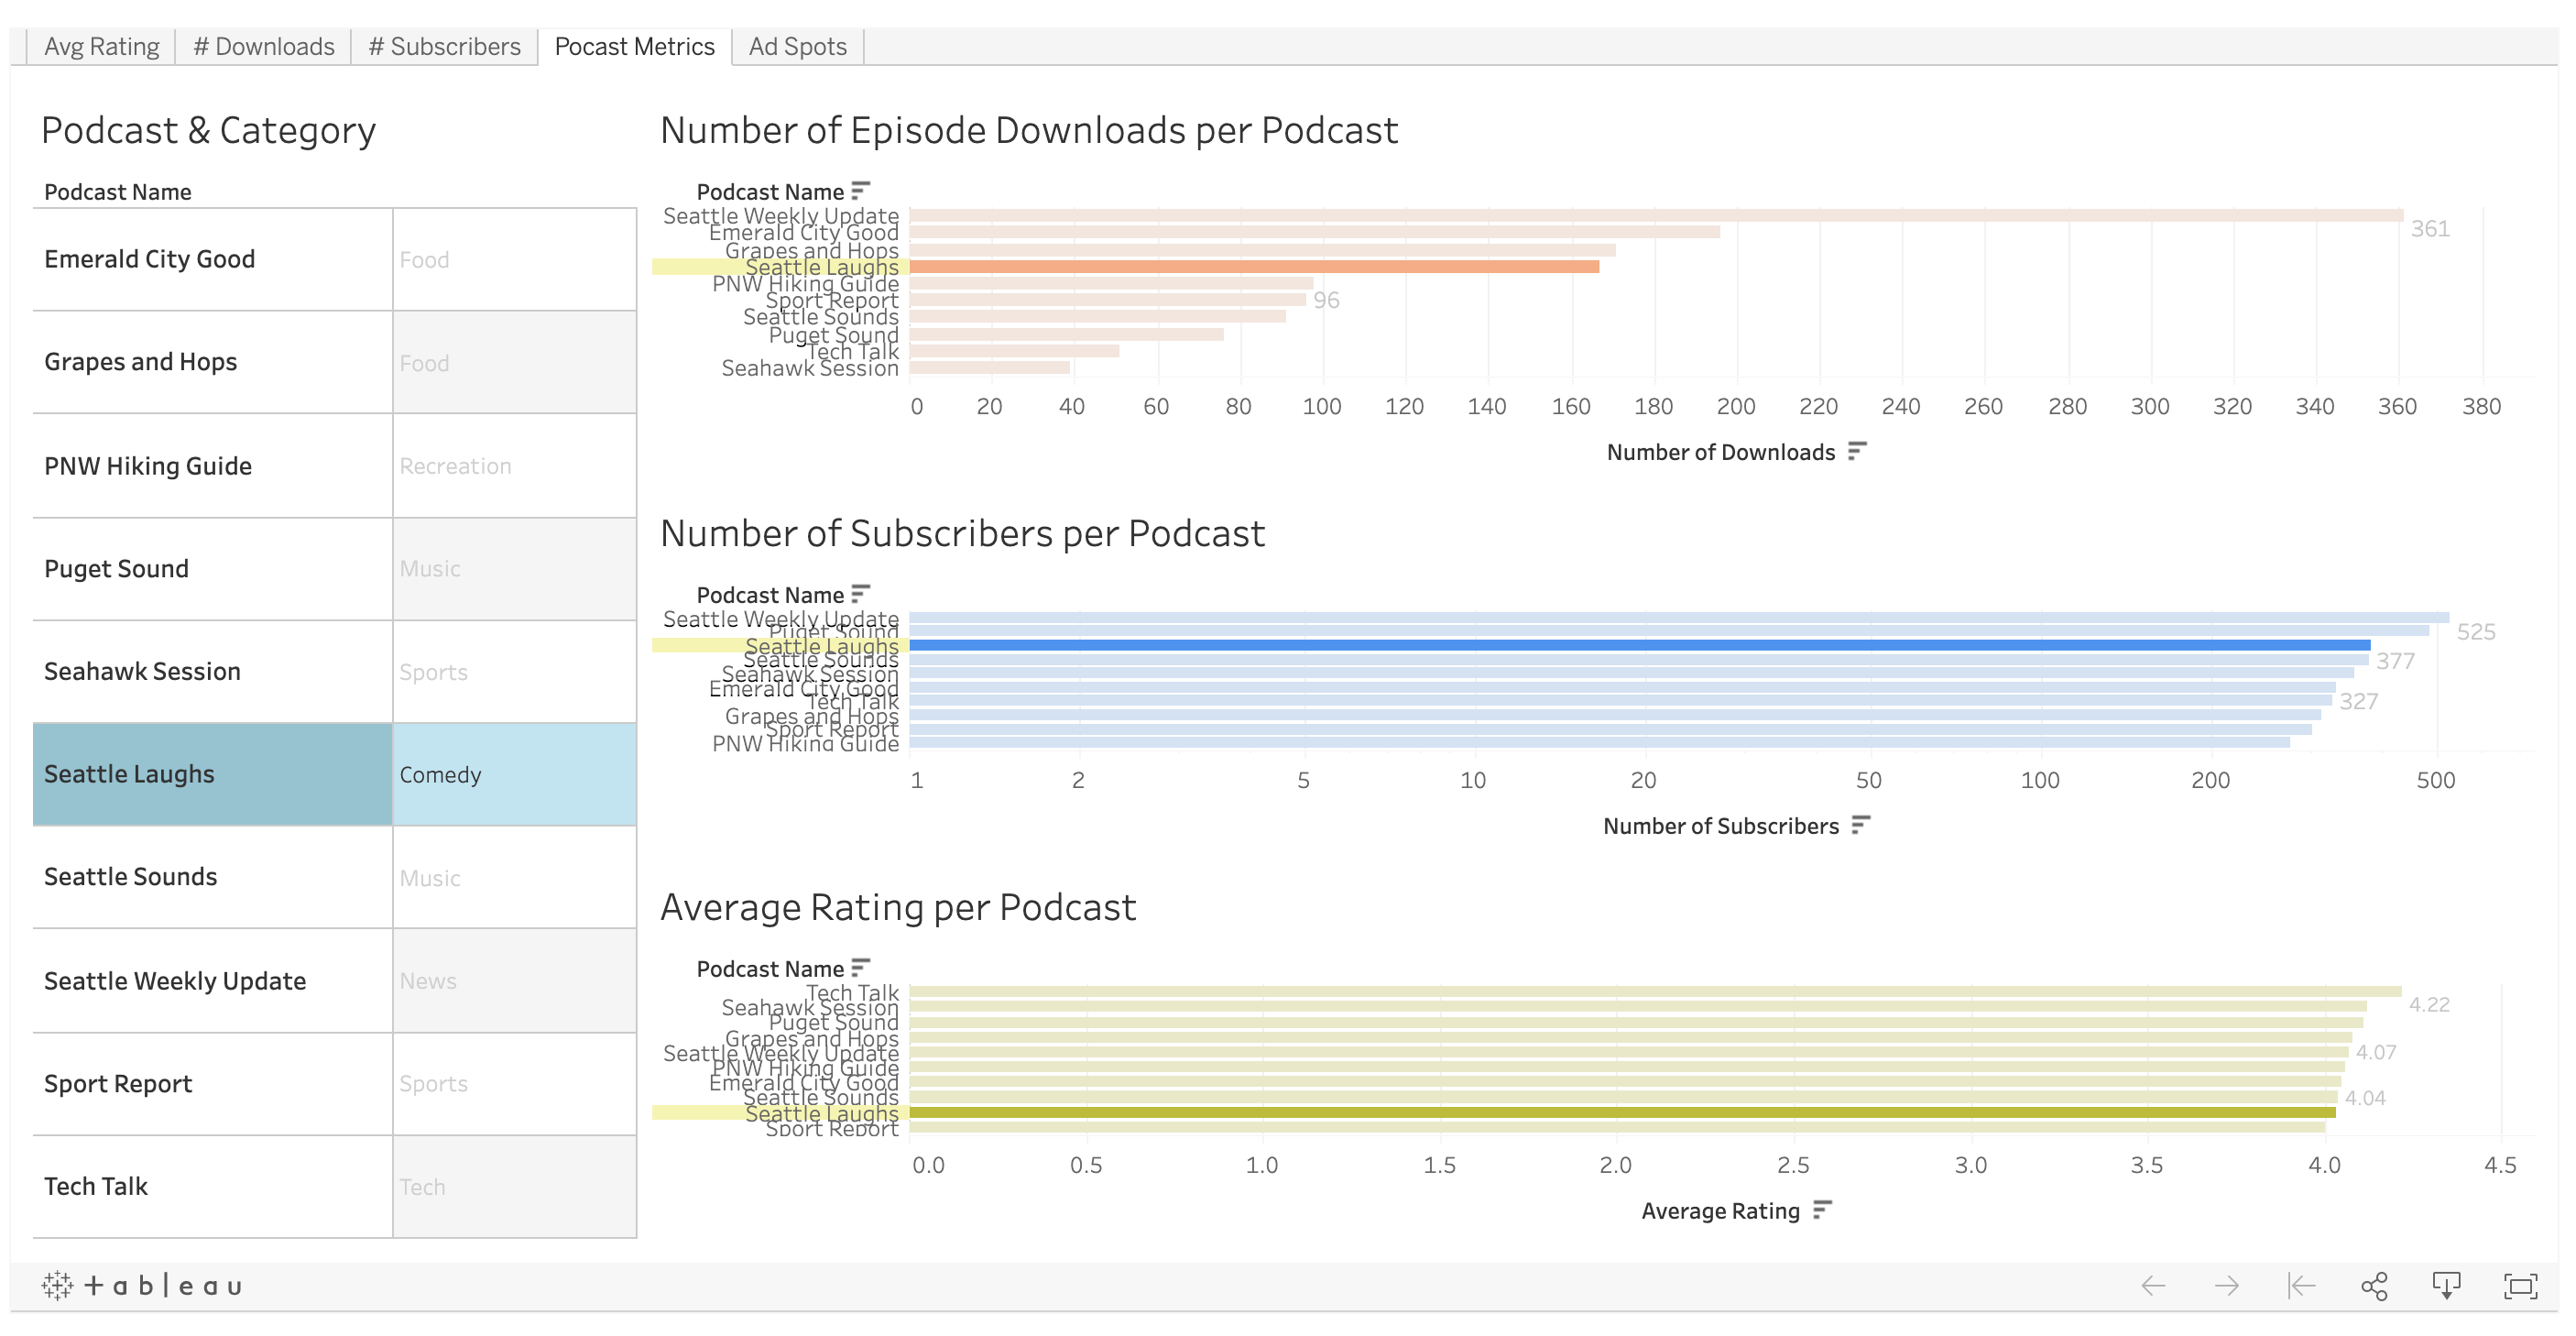 Avg Rating
# Downloads
# Subscribers
Pocast Metrics
Ad Spots
Podcast & Category
Podcast Name
Emerald City Good Food
Grapes and Hops Food
PNW Hiking Guide Recreation
Puget Sound Music
Seahawk Session Sports
Seattle Laughs Comedy
Seattle Sounds Music
Seattle Weekly Update News
Sport Report Sports
Tech Talk Tech
Number of Episode Downloads per Podcast
Podcast Name
Seattle Weekly Update 361
Emerald City Good
Grapes and Hops
Seattle Laughs
PNW Hiking Guide
Sport Report 96
Seattle Sounds
Puget Sound
Tech Talk
Seahawk Session
0 20 40 60 80 100 120 140 160 180 200 220 240 260 280 300 320 340 360 380
Number of Downloads
Number of Subscribers per Podcast
Podcast Name
Seattle Weekly Update
Puget Sound 525
Seattle Laughs
Seattle Sounds 377
Seahawk Session
Emerald City Good
Tech Talk 327
Grapes and Hops
Sport Report
PNW Hiking Guide
1 2 5 10 20 50 100 200 500
Number of Subscribers
Average Rating per Podcast
Podcast Name
Tech Talk
Seahawk Session 4.22
Puget Sound
Grapes and Hops
Seattle Weekly Update 4.07
PNW Hiking Guide
Emerald City Good
Seattle Sounds 4.04
Seattle Laughs
Sport Report
0.0 0.5 1.0 1.5 2.0 2.5 3.0 3.5 4.0 4.5
Average Rating
+ableau